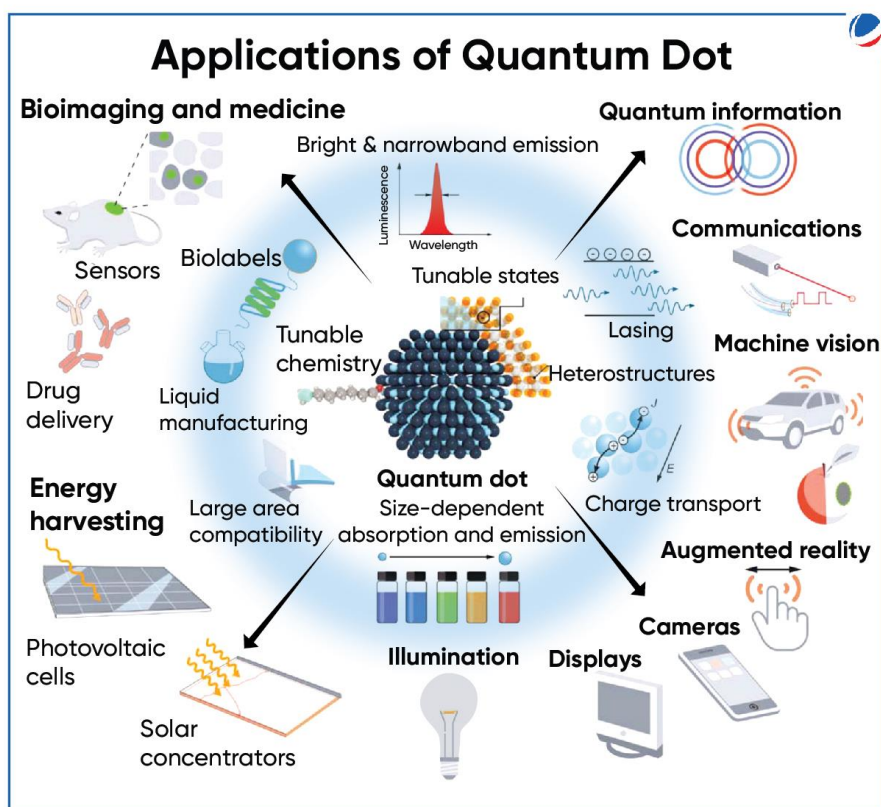 Applications of Quantum Dot
Bioimaging and medicine
Quantum information
Bright & narrowband emission
Luminescence
Wavelength
Communications
Sensors
Biolabels
Tunable states
Lasing
Tunable
chemistry
Machine vision
Drug
delivery
Liquid
manufacturing
Heterostructures
J
E
Quantum dot
Energy
harvesting
Large area
compatibility
Size-dependent
absorption and emission
Charge transport
Augmented reality
Cameras
Photovoltaic
cells
Illumination
Displays
Solar
concentrators